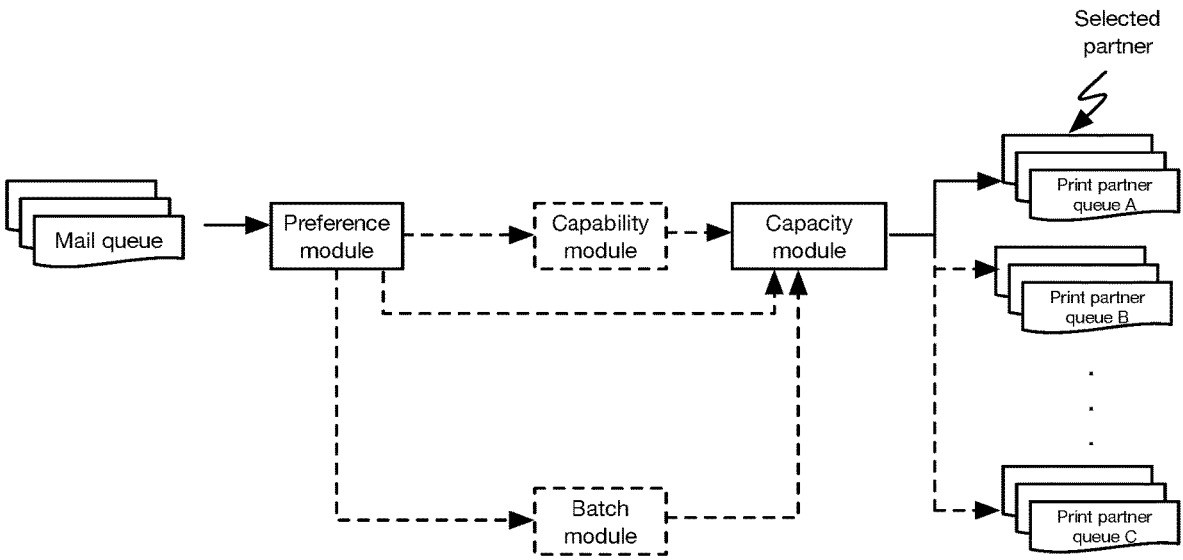 Selected
partner
Print partner
queue A
Mail queue
Preference
module
Capability
module
Capacity
module
Print partner
queue B
Batch
module
Print partner
queue C